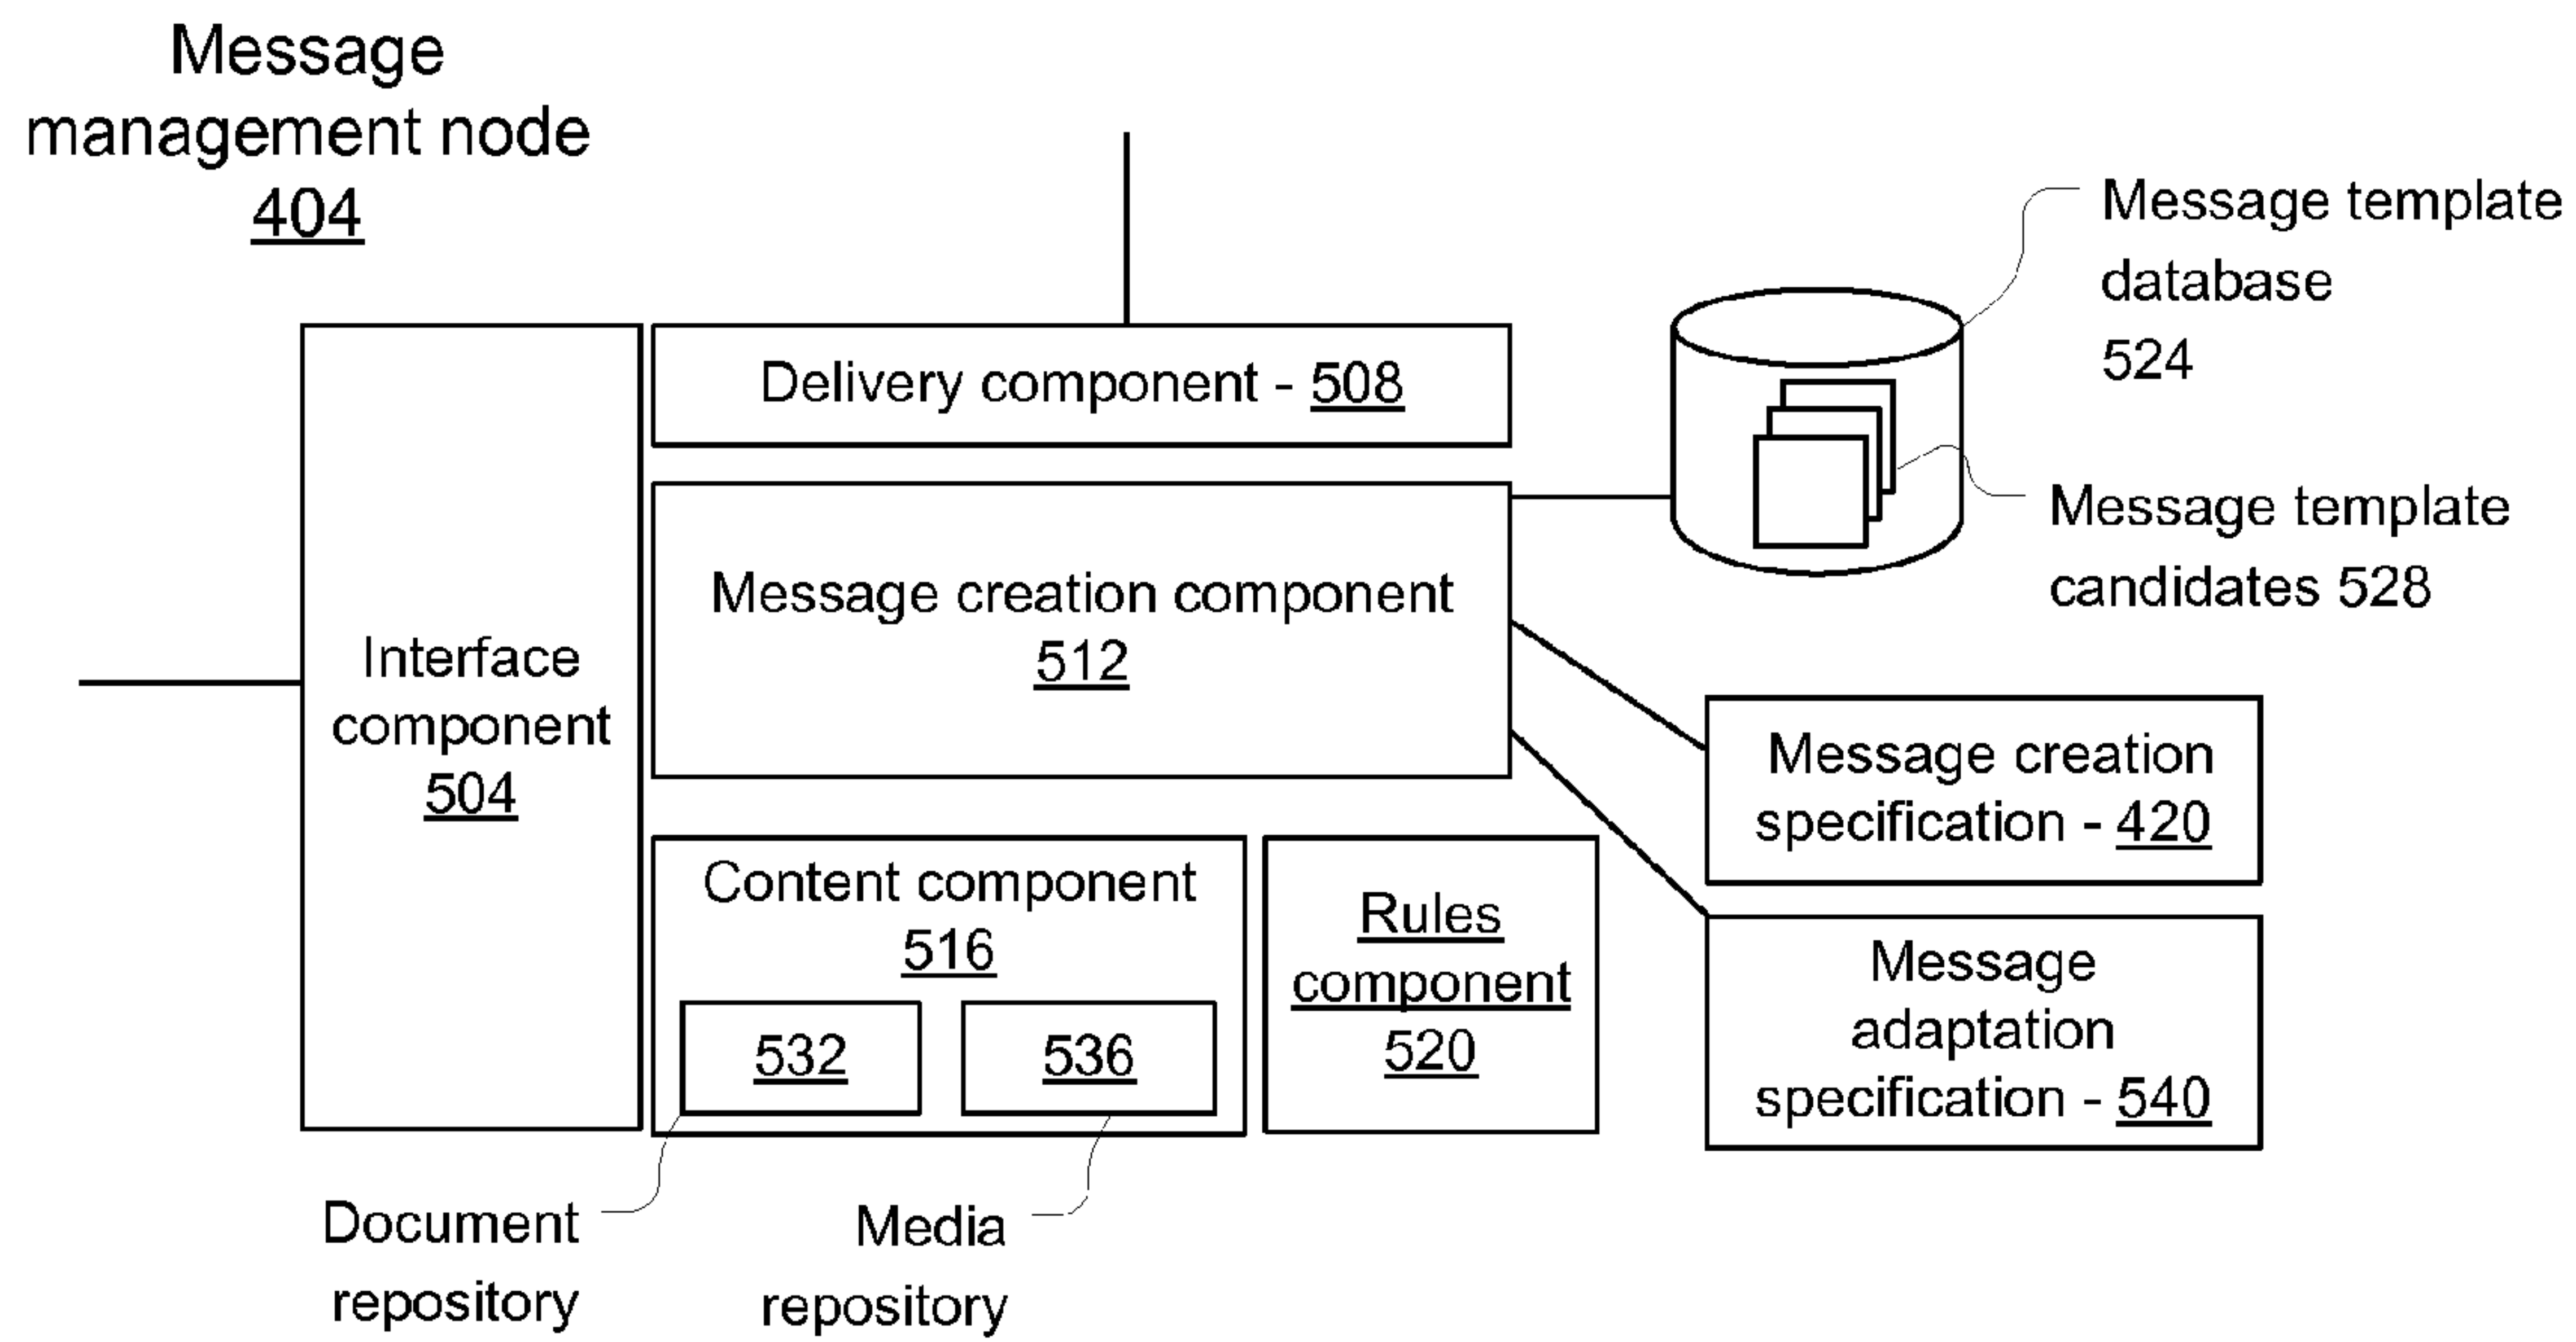 Message
management node
404
Delivery component - 508
Message template
database
524
Message template
candidates 528
Message creation component
512
Interface
component
504
Message creation
specification - 420
Content component
516
532
536
Rules
component
520
Message
adaptation
specification - 540
Document
repository
Media
repository